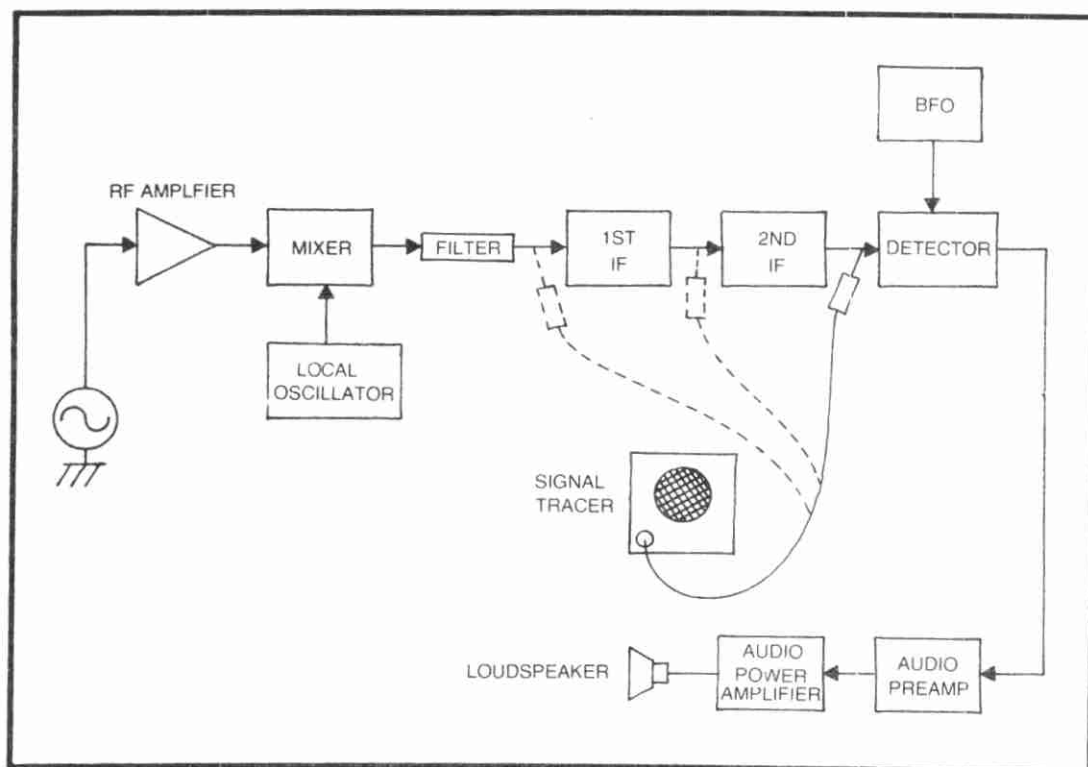 BFO
RF AMPLFIER
MIXER
FILTER
1ST
IF
2ND
IF
DETECTOR
LOCAL
OSCILLATOR
SIGNAL
TRACER
LOUDSPEAKER
AUDIO
POWER
AMPLIFIER
AUDIO
PREAMP